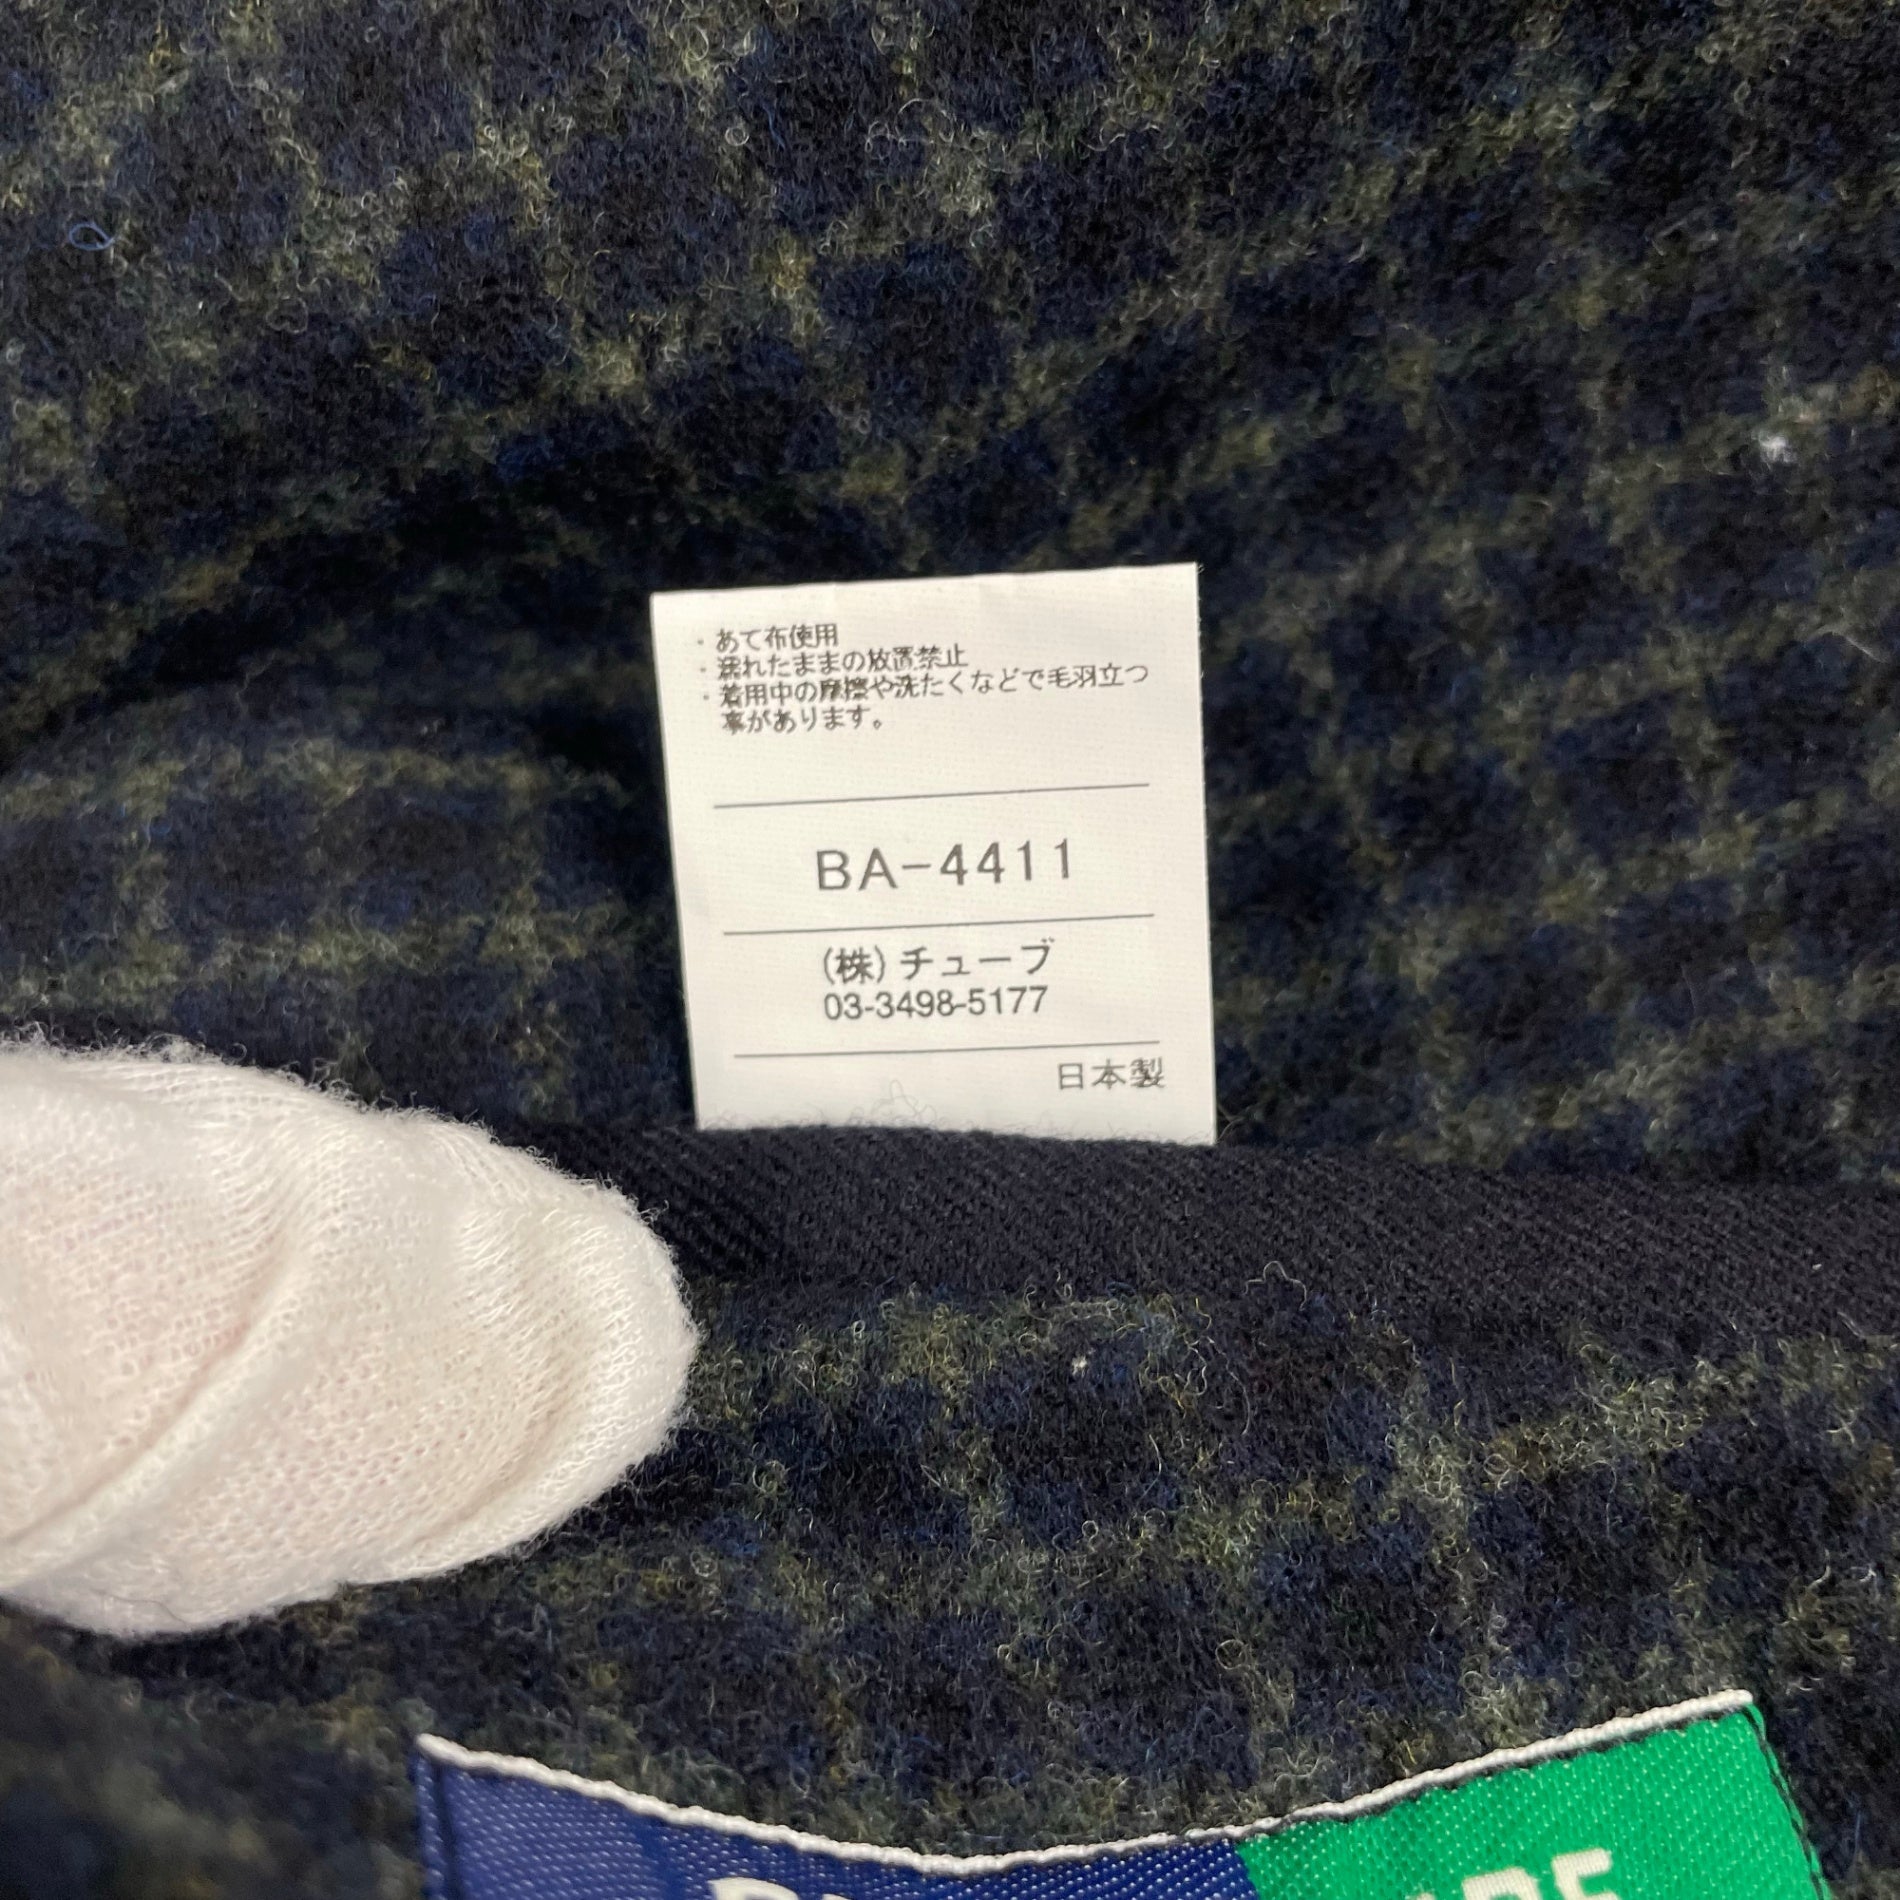 ・あて布使用
・濡れたままの放置禁止
・着用中の摩擦や洗たくなどで毛羽立つ
事があります。
BA-4411
(株)チューブ
03-3498-5177
日本製